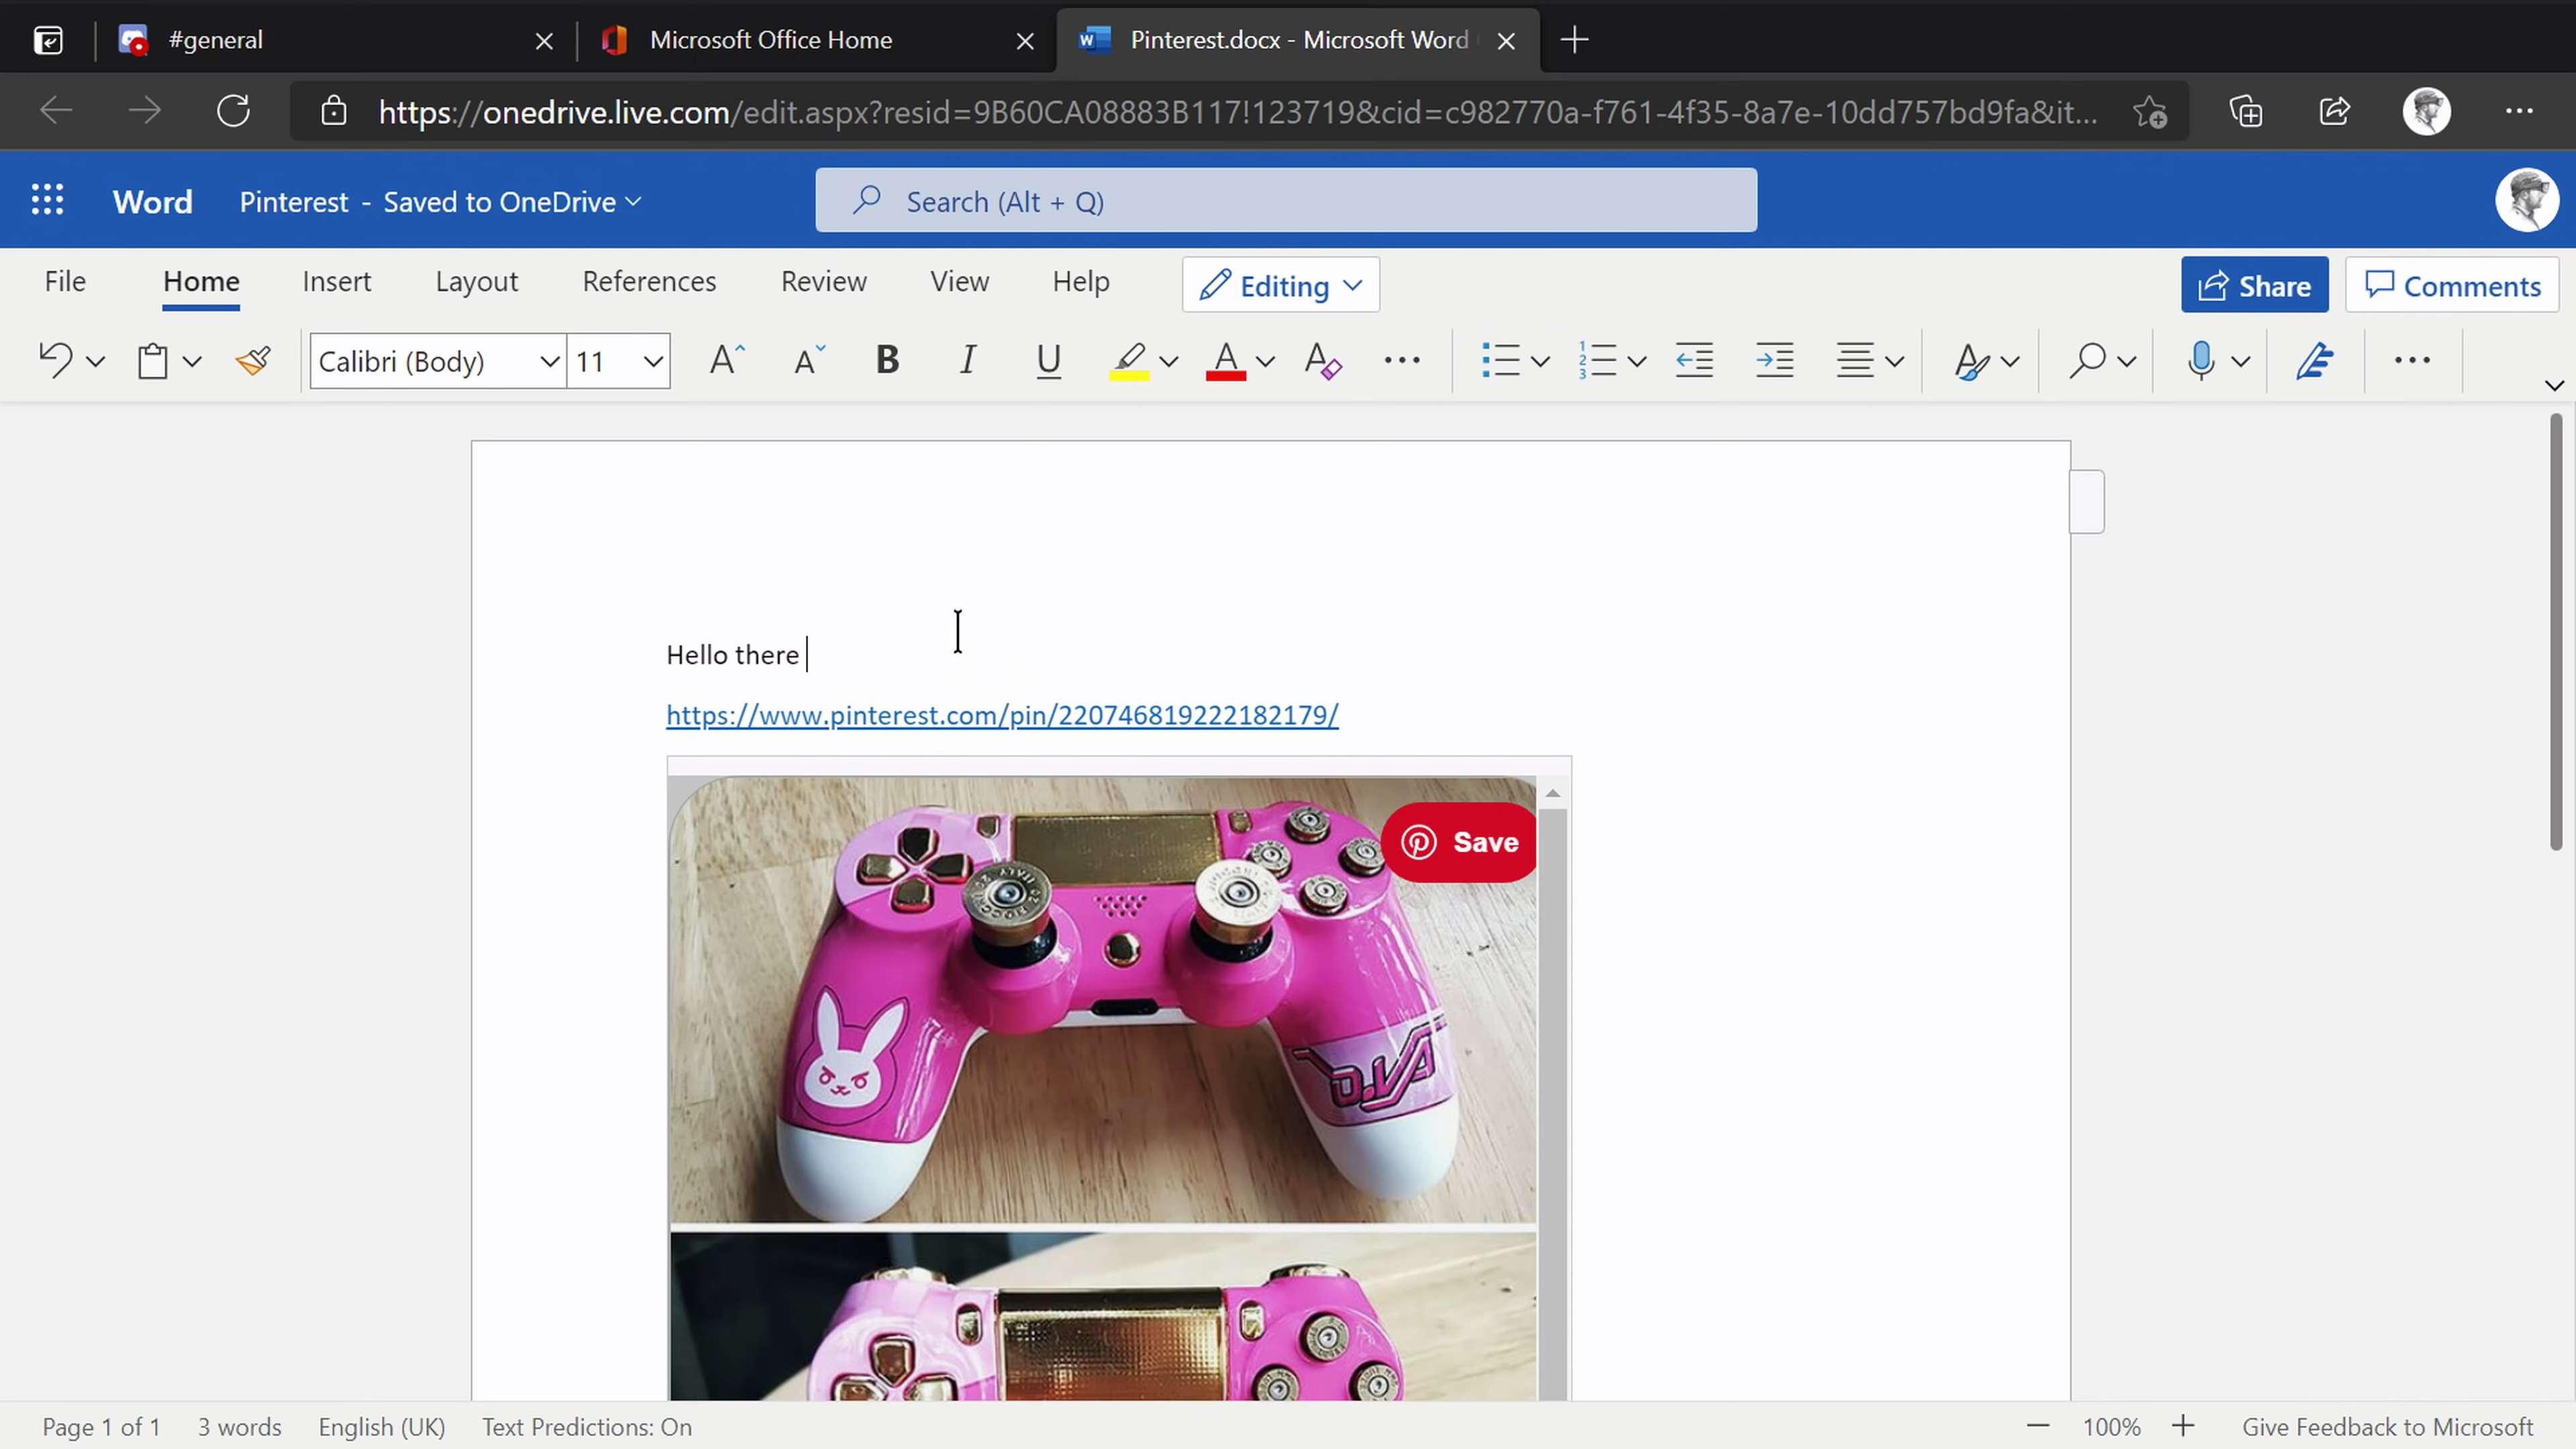 #general
Microsoft Office Home
Pinterest.docx - Microsoft Word
https://onedrive.live.com/edit.aspx?resid=9B60CA08883B117!123719&cid=c982770a-f761-4f35-8a7e-10dd757bd9fa&it...
Word Pinterest - Saved to OneDrive
Search (Alt + Q)
File Home Insert Layout References Review View Help Editing Share Comments
Calibri (Body) 11
Hello there
https://www.pinterest.com/pin/220746819222182179/
Save
D.VA
Page 1 of 1 3 words English (UK) Text Predictions: On 100% Give Feedback to Microsoft